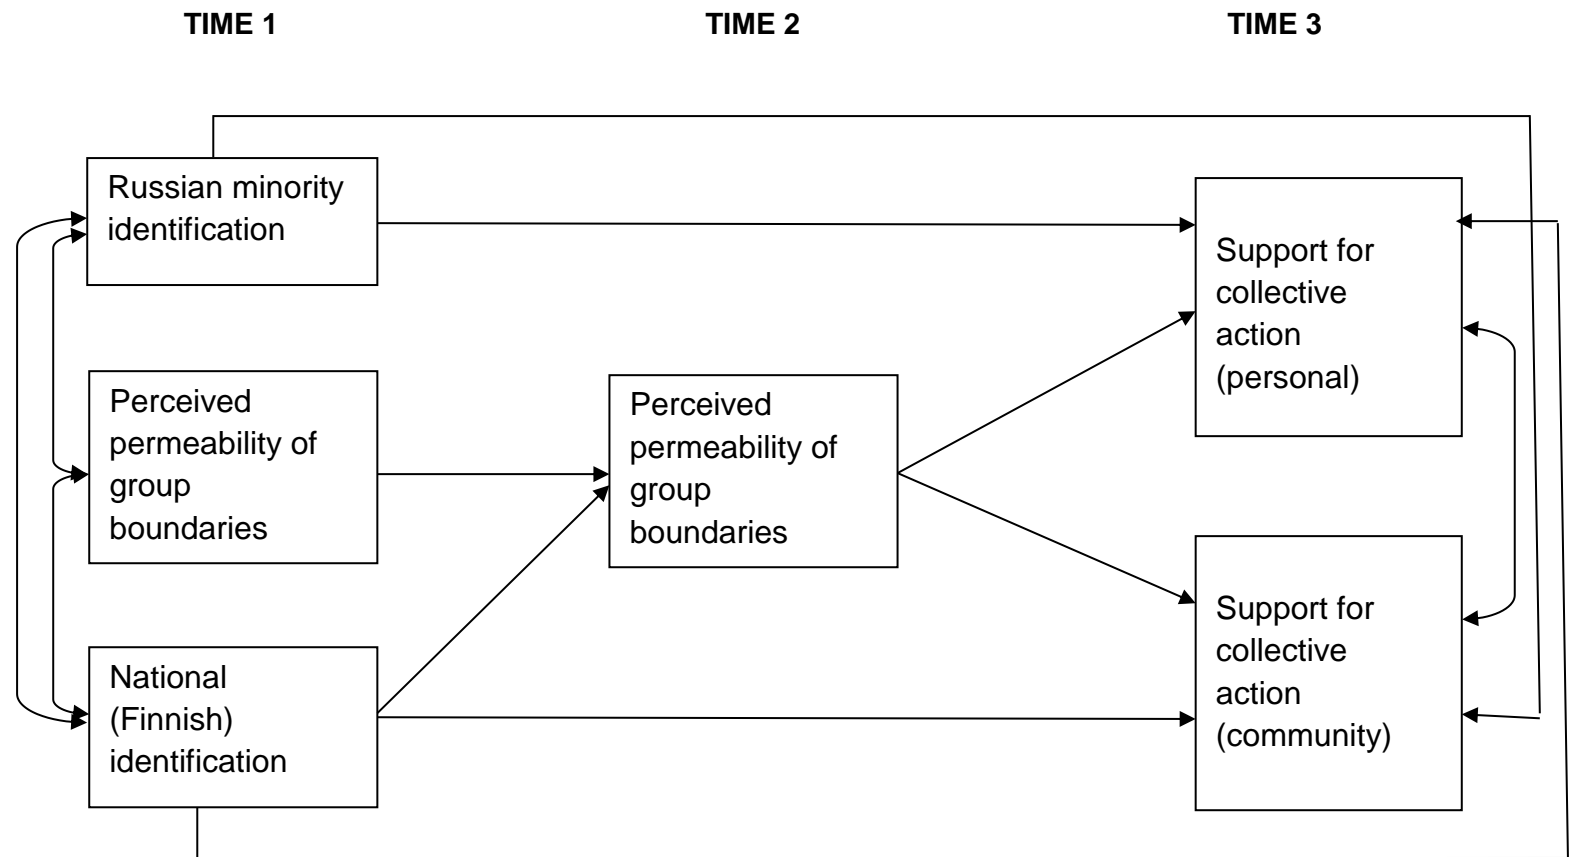 TIME 1
TIME 2
TIME 3
Russian minority
identification
Perceived
permeability of
group
boundaries
National
(Finnish)
identification
Perceived
permeability of
group
boundaries
Support for
collective
action
(personal)
Support for
collective
action
(community)